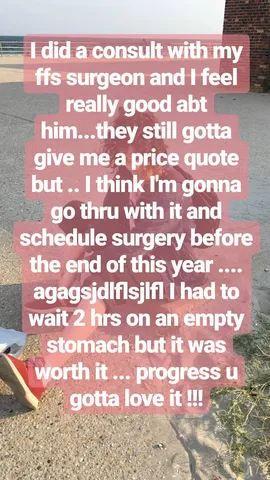 I did a consult with my
ffs surgeon and I feel
really good abt
him...they still gotta
give me a price quote
but .. I think I'm gonna
go thru with it and
schedule surgery before
the end of this year ....
agagsjdlflsjlfl I had to
wait 2 hrs on an empty
stomach but it was
worth it ... progress u
gotta love it !!!